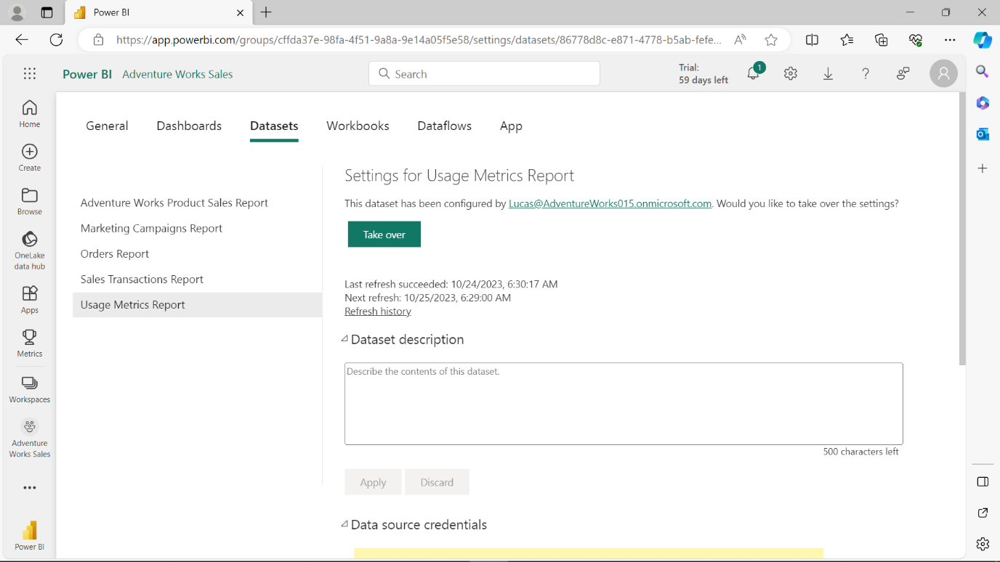 Power BI
https://app.powerbi.com/groups/cffda37e-98fa-4f51-9a8a-9e14a05f5e58/settings/datasets/86778d8c-e871-4778-b5ab-fefe...
Power BI Adventure Works Sales
Search
Trial:
59 days left
1
Home
Create
Browse
OneLake
data hub
Apps
Metrics
Workspaces
Adventure
Works Sales
Power BI
General Dashboards Datasets Workbooks Dataflows App
Adventure Works Product Sales Report
Marketing Campaigns Report
Orders Report
Sales Transactions Report
Usage Metrics Report
Settings for Usage Metrics Report
This dataset has been configured by Lucas@AdventureWorks015.onmicrosoft.com. Would you like to take over the settings?
Take over
Last refresh succeeded: 10/24/2023, 6:30:17 AM
Next refresh: 10/25/2023, 6:29:00 AM
Refresh history
Dataset description
Describe the contents of this dataset.
500 characters left
Apply Discard
Data source credentials